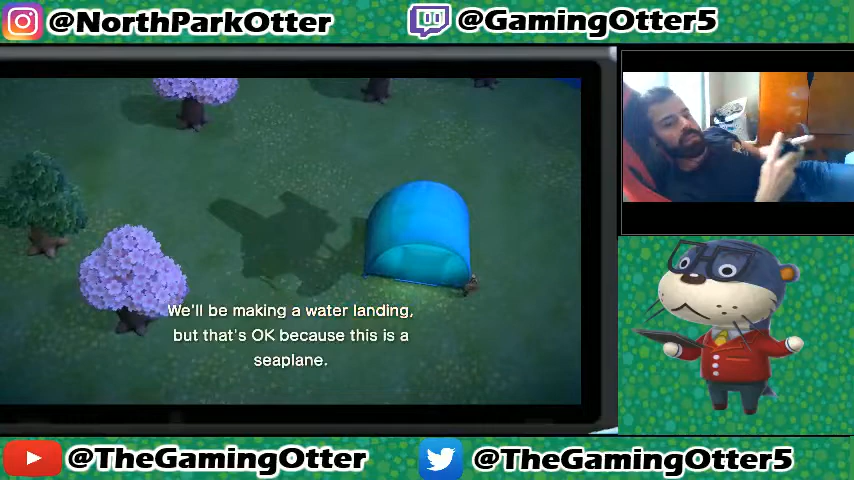 @NorthParkOtter
@GamingOtter5
We'll be making a water landing,
but that's OK because this is a
seaplane.
@TheGamingOtter
@TheGamingOtter5